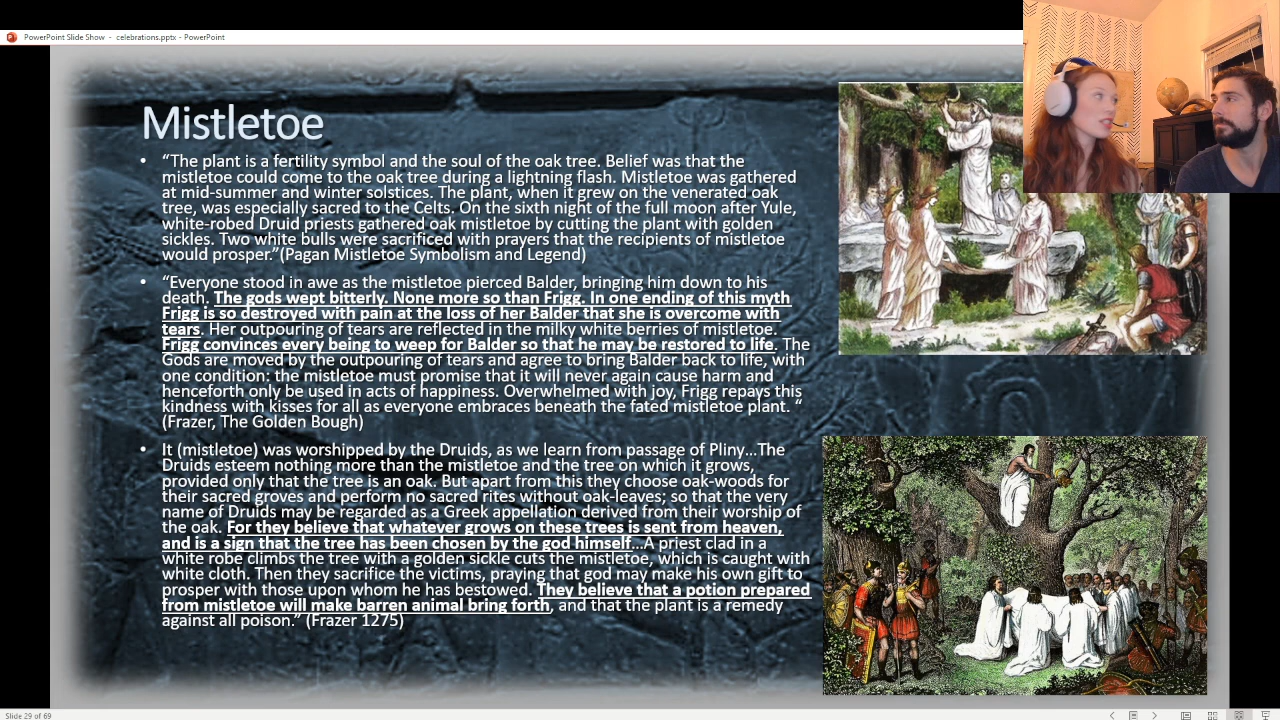 PowerPoint Slide Show - celebrations.pptx - PowerPoint
Mistletoe
• “The plant is a fertility symbol and the soul of the oak tree. Belief was that the
mistletoe could come to the oak tree during a lightning flash. Mistletoe was gathered
at mid-summer and winter solstices. The plant, when it grew on the venerated oak
tree, was especially sacred to the Celts. On the sixth night of the full moon after Yule,
white-robed Druid priests gathered oak mistletoe by cutting the plant with golden
sickles. Two white bulls were sacrificed with prayers that the recipients of mistletoe
would prosper.”(Pagan Mistletoe Symbolism and Legend)
• “Everyone stood in awe as the mistletoe pierced Balder, bringing him down to his
death. The gods wept bitterly. None more so than Frigg. In one ending of this myth
Frigg is so destroyed with pain at the loss of her Balder that she is overcome with
tears. Her outpouring of tears are reflected in the milky white berries of mistletoe.
Frigg convinces every being to weep for Balder so that he may be restored to life. The
Gods are moved by the outpouring of tears and agree to bring Balder back to life, with
one condition: the mistletoe must promise that it will never again cause harm and
henceforth only be used in acts of happiness. Overwhelmed with joy, Frigg repays this
kindness with kisses for all as everyone embraces beneath the fated mistletoe plant. “
(Frazer, The Golden Bough)
• It (mistletoe) was worshipped by the Druids, as we learn from passage of Pliny...The
Druids esteem nothing more than the mistletoe and the tree on which it grows,
provided only that the tree is an oak. But apart from this they choose oak-woods for
their sacred groves and perform no sacred rites without oak-leaves; so that the very
name of Druids may be regarded as a Greek appellation derived from their worship of
the oak. For they believe that whatever grows on these trees is sent from heaven,
and is a sign that the tree has been chosen by the god himself...A priest clad in a
white robe climbs the tree with a golden sickle cuts the mistletoe, which is caught with
white cloth. Then they sacrifice the victims, praying that god may make his own gift to
prosper with those upon whom he has bestowed. They believe that a potion prepared
from mistletoe will make barren animal bring forth, and that the plant is a remedy
against all poison.” (Frazer 1275)
Slide 29 of 69